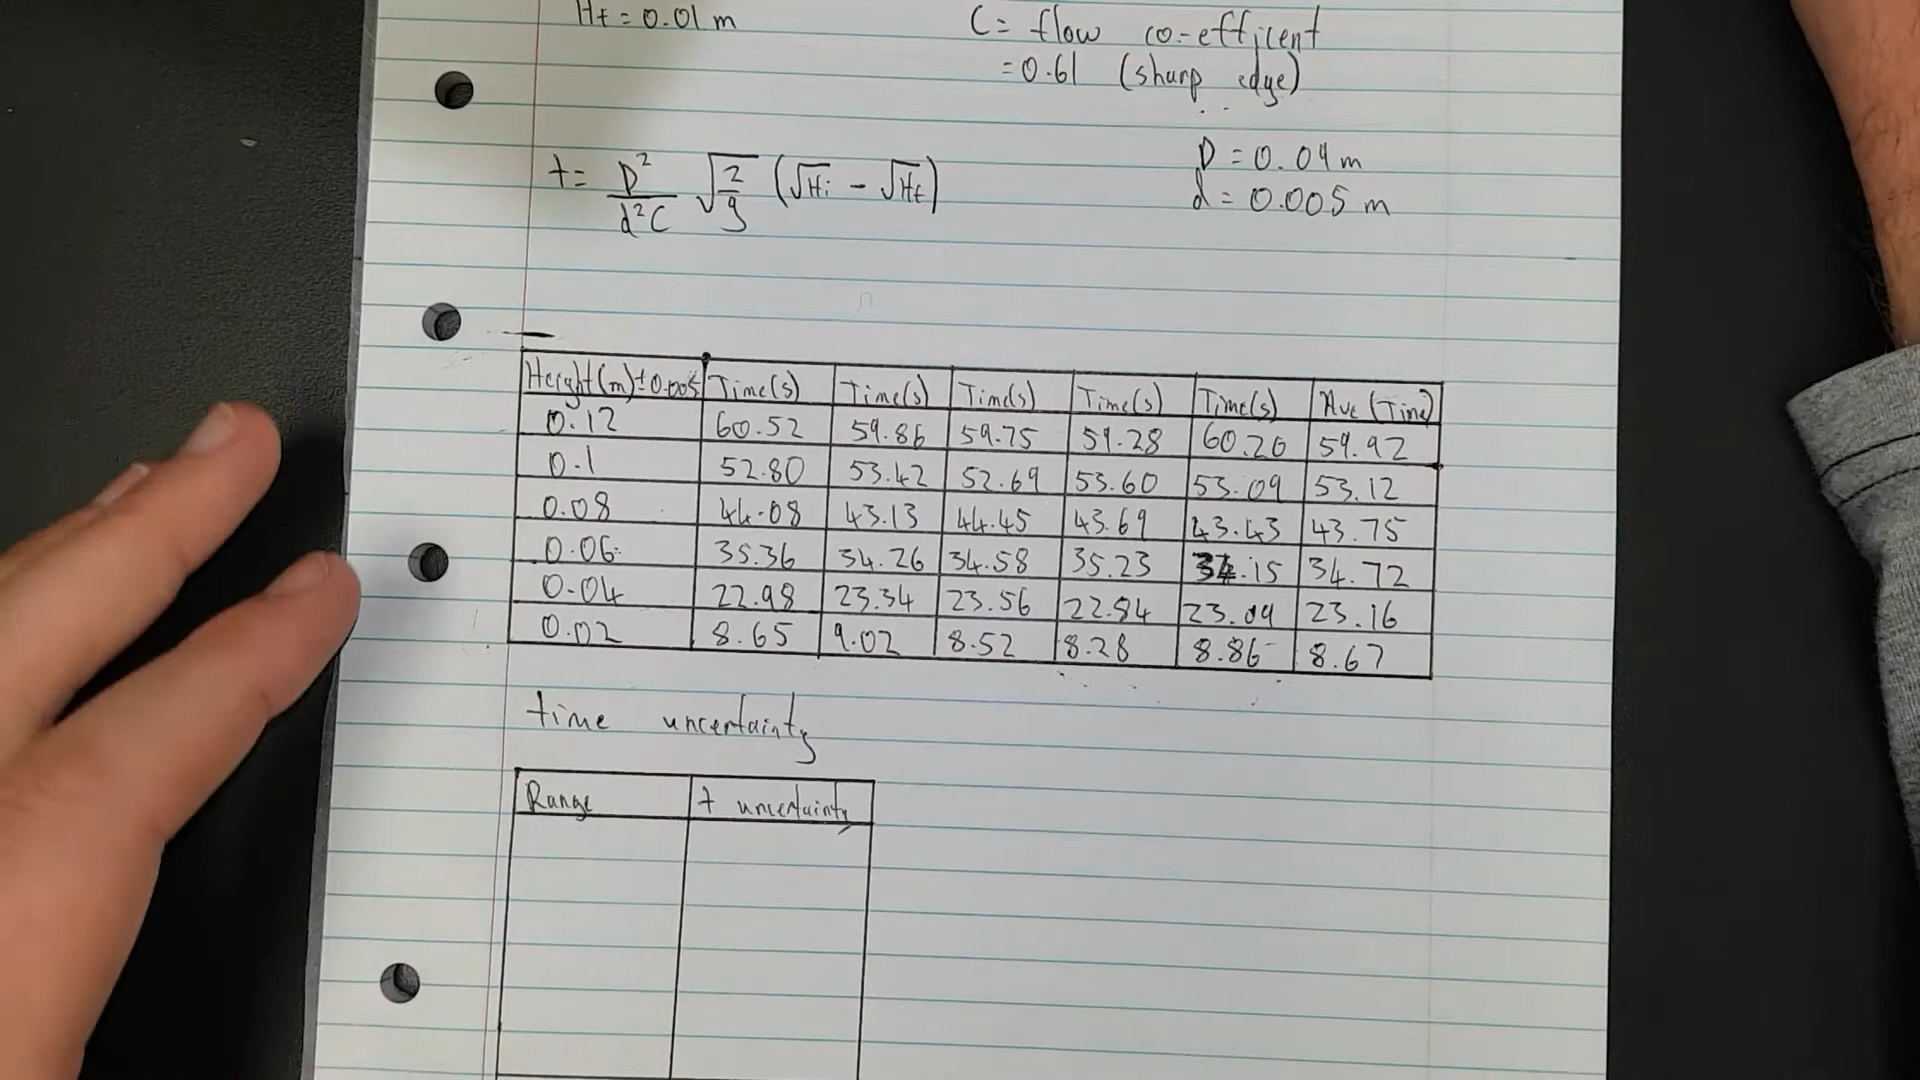 Hf = 0.01 m
C = flow co-efficent
= 0.61 (sharp edge)
D = 0.04 m
t = D²/d²C √2/g (√Hi - √Hf)
d = 0.005 m
Height(m)±0.005 Time(s) Time(s) Time(s) Time(s) Time(s) Ave (Time)
0.12 60.52 59.86 59.75 59.28 60.20 59.92
0.1 52.80 53.42 52.69 53.60 53.09 53.12
0.08 44.08 43.13 44.45 43.69 43.43 43.75
0.06 35.36 34.26 34.58 35.23 34.15 34.72
0.04 22.98 23.34 23.56 22.84 23.09 23.16
0.02 8.65 9.02 8.52 8.28 8.86 8.67
time uncertainty
Range t uncertainty